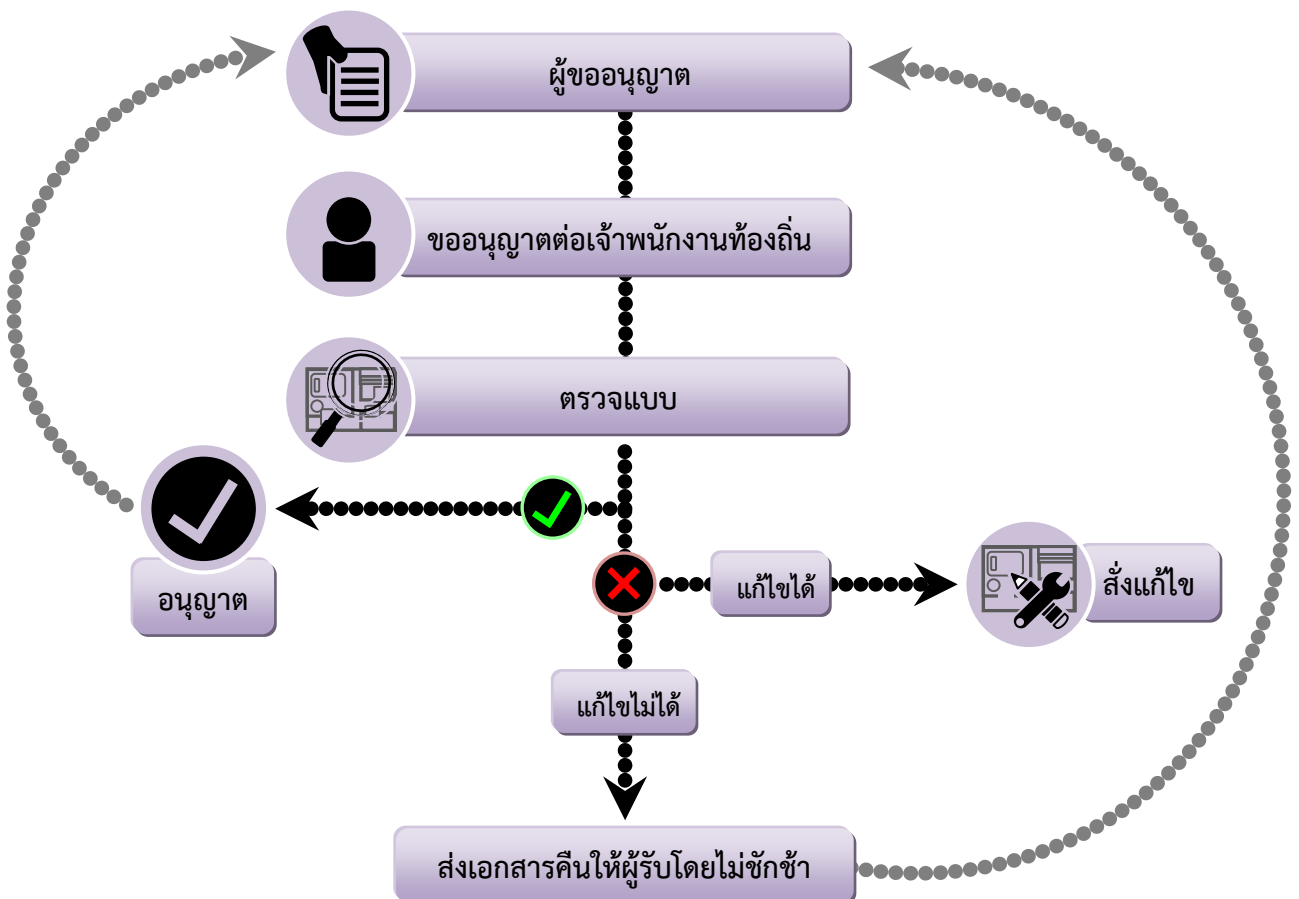 ผู้ขออนุญาต
ขออนุญาตต่อเจ้าพนักงานท้องถิ่น
ตรวจแบบ
อนุญาต
แก้ไขได้
สั่งแก้ไข
แก้ไขไม่ได้
ส่งเอกสารคืนให้ผู้รับโดยไม่ชักช้า